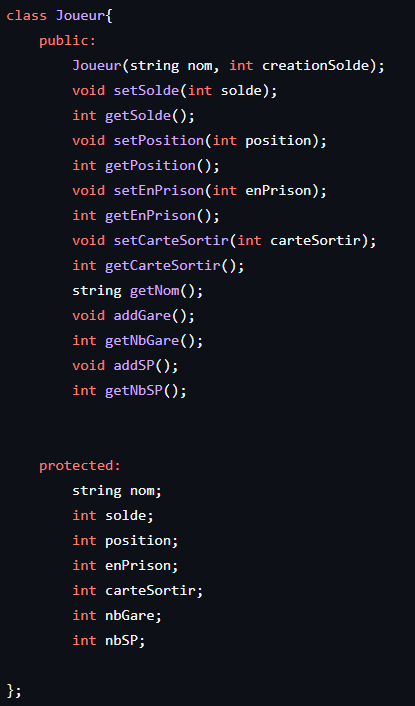 class Joueur{
public:
Joueur(string nom, int creationSolde);
void setSolde(int solde);
int getSolde();
void setPosition(int position);
int getPosition();
void setEnPrison(int enPrison);
int getEnPrison();
void setCarteSortir(int carteSortir);
int getCarteSortir();
string getNom();
void addGare();
int getNbGare();
void addSP();
int getNbSP();
protected:
string nom;
int solde;
int position;
int enPrison;
int carteSortir;
int nbGare;
int nbSP;
};